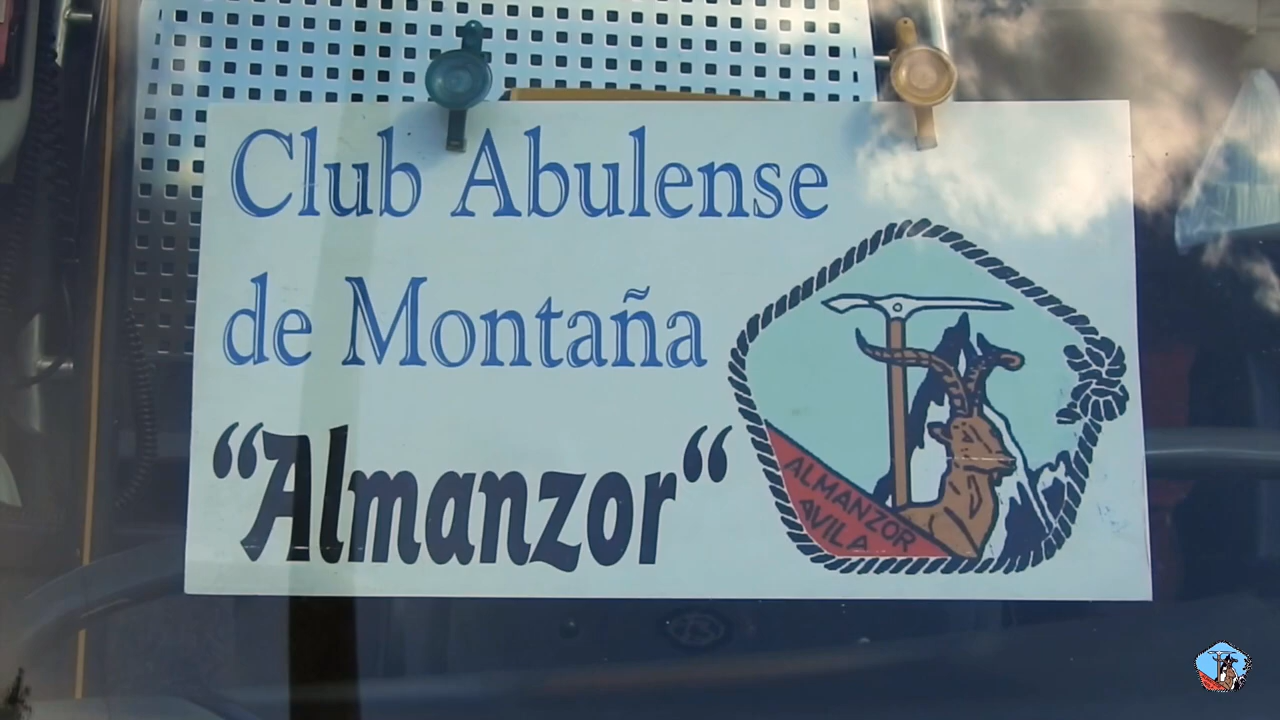 Club Abulense
de Montaña
“Almanzor“
ALMANZOR
AVILA